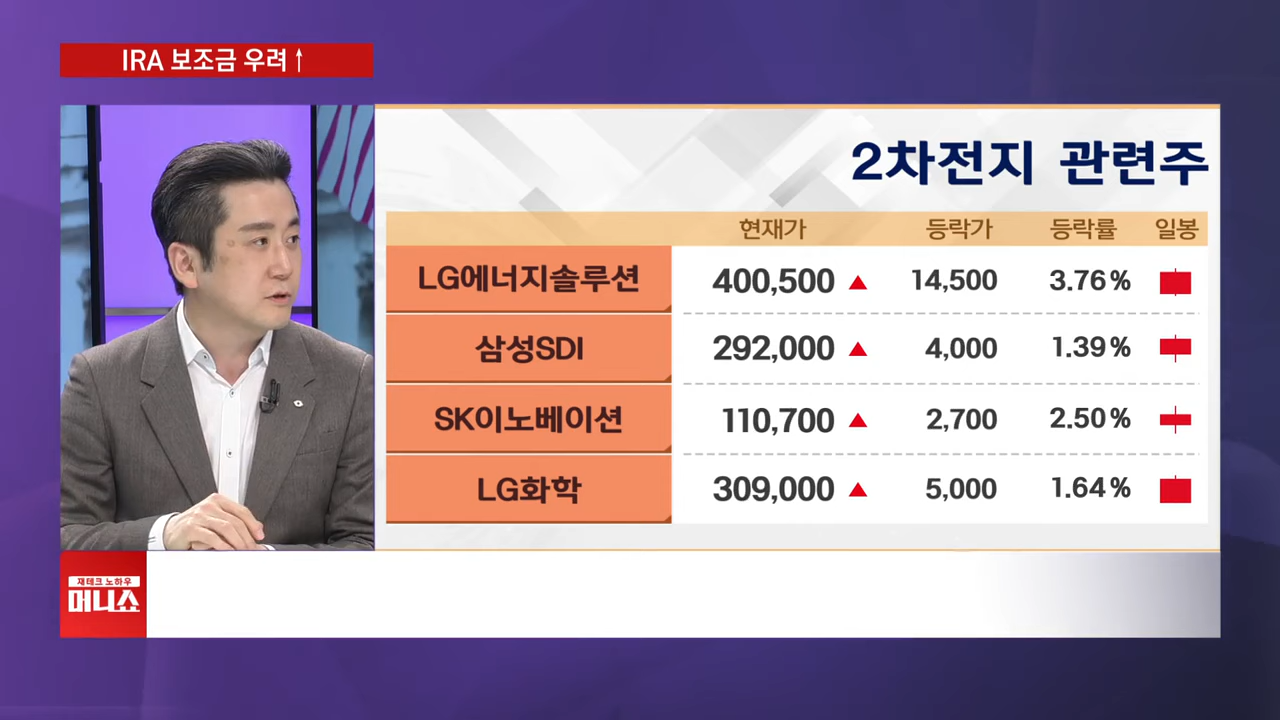 IRA 보조금 우려↑
2차전지 관련주
현재가 등락가 등락률 일봉
LG에너지솔루션 400,500 ▲ 14,500 3.76%
삼성SDI 292,000 ▲ 4,000 1.39%
SK이노베이션 110,700 ▲ 2,700 2.50%
LG화학 309,000 ▲ 5,000 1.64%
재테크 노하우
머니쇼